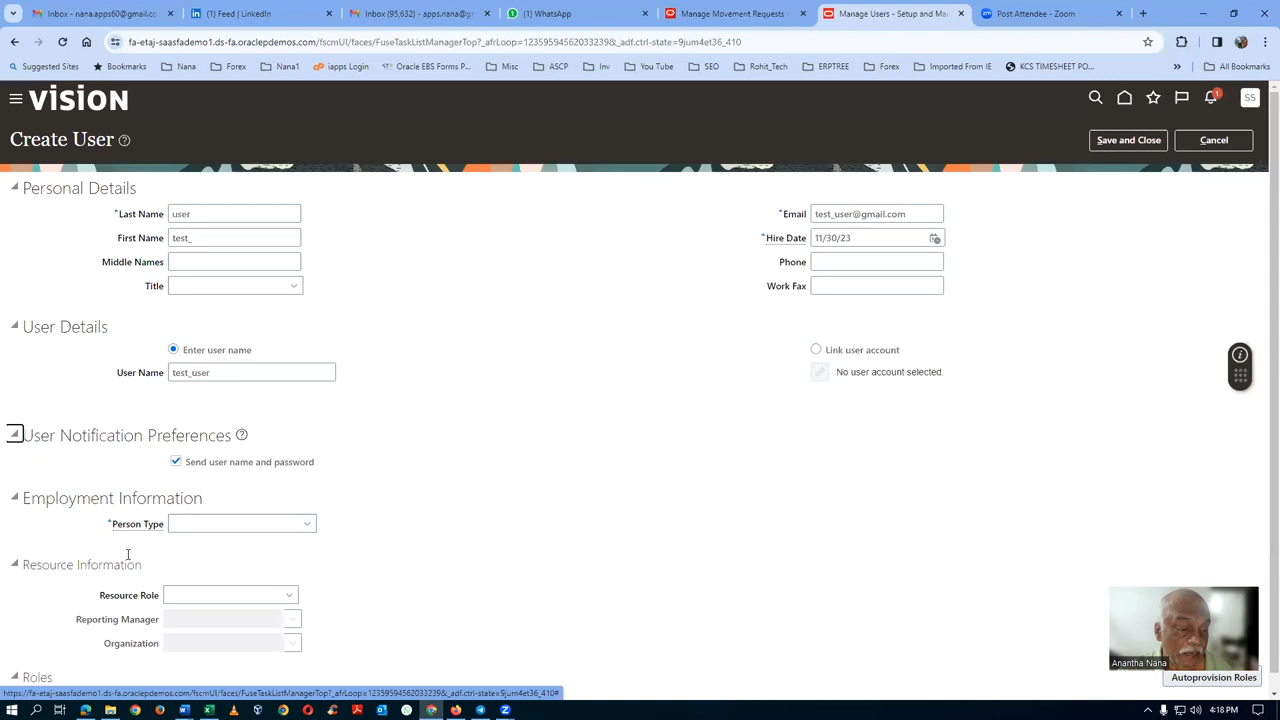 Inbox - nana.apps60@gmail.co
Feed | LinkedIn
Inbox (95,632) - apps.nana@gr
(1) WhatsApp
Manage Movement Requests -
Manage Users - Setup and Mai
Post Attendee - Zoom
fa-etaj-saasfademo1.ds-fa.oraclepdemos.com/fscmUI/faces/FuseTaskListManagerTop?_afrLoop=12359594562033239&_adf.ctrl-state=9jum4et36_410
Suggested Sites
Bookmarks
Nana
Forex
Nana1
iapps Login
Oracle EBS Forms P...
Misc
ASCP
Inv
You Tube
SEO
Rohit_Tech
ERPTREE
Forex
Imported From IE
KCS TIMESHEET PO...
All Bookmarks
VISION
1
SS
Create User
Save and Close
Cancel
Personal Details
*Last Name user
*Email test_user@gmail.com
First Name test_
*Hire Date 11/30/23
Middle Names
Phone
Title
Work Fax
User Details
Enter user name
Link user account
User Name test_user
No user account selected.
User Notification Preferences
Send user name and password
Employment Information
*Person Type
Resource Information
Resource Role
Reporting Manager
Organization
Anantha Nana
Roles
Autoprovision Roles
https://fa-etaj-saasfademo1.ds-fa.oraclepdemos.com/fscmUI/faces/FuseTaskListManagerTop?_afrLoop=12359594562033239&_adf.ctrl-state=9jum4et36_410#
4:18 PM